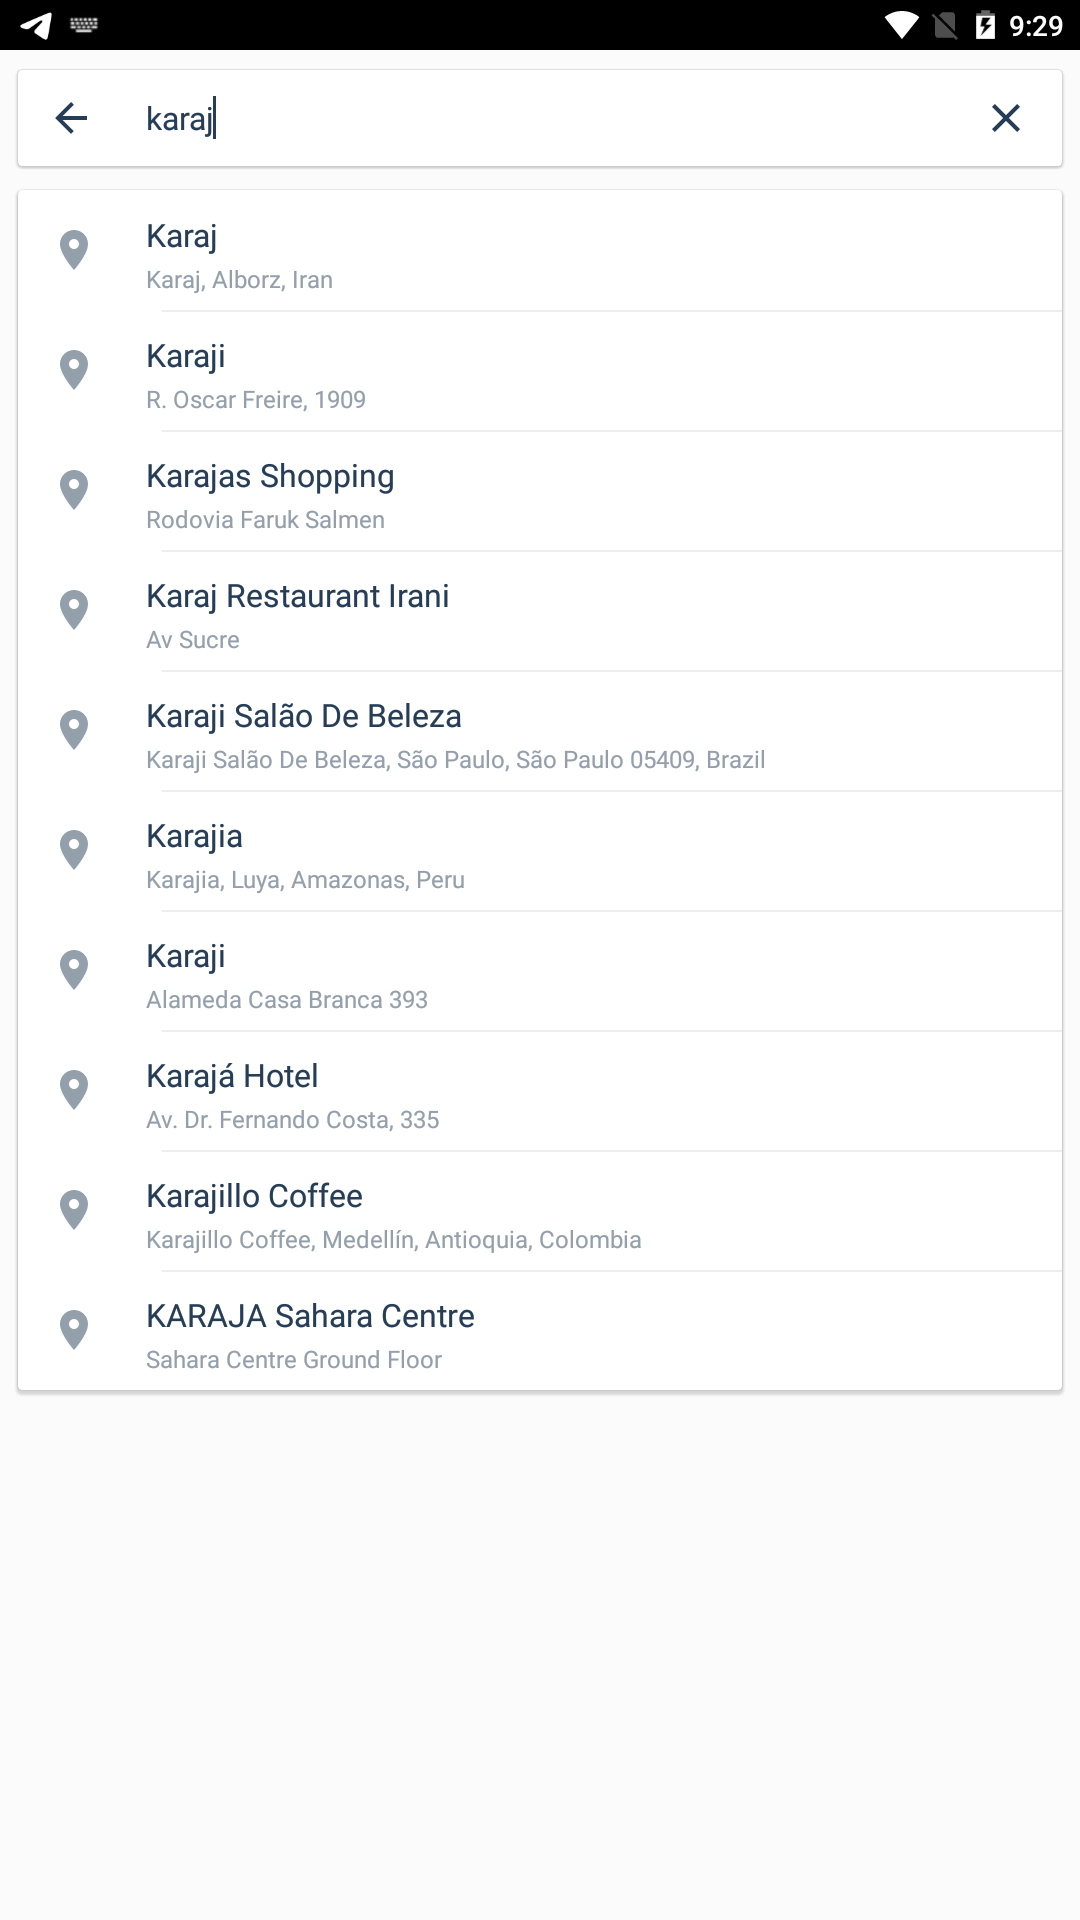 9:29
karaj
Karaj
Karaj, Alborz, Iran
Karaji
R. Oscar Freire, 1909
Karajas Shopping
Rodovia Faruk Salmen
Karaj Restaurant Irani
Av Sucre
Karaji Salão De Beleza
Karaji Salão De Beleza, São Paulo, São Paulo 05409, Brazil
Karajia
Karajia, Luya, Amazonas, Peru
Karaji
Alameda Casa Branca 393
Karajá Hotel
Av. Dr. Fernando Costa, 335
Karajillo Coffee
Karajillo Coffee, Medellín, Antioquia, Colombia
KARAJA Sahara Centre
Sahara Centre Ground Floor